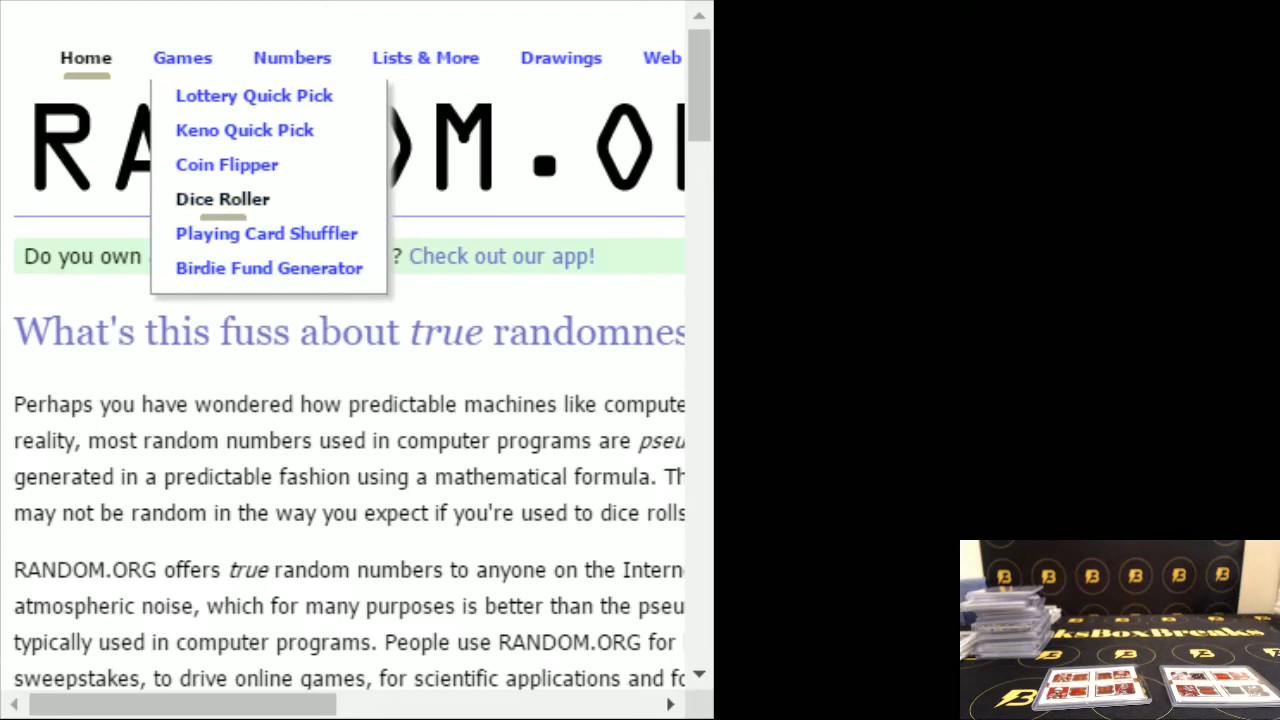 Home Games Numbers Lists & More Drawings Web
Lottery Quick Pick
Keno Quick Pick
Coin Flipper
Dice Roller
Playing Card Shuffler
Birdie Fund Generator
Do you own
? Check out our app!
What's this fuss about true randomnes
Perhaps you have wondered how predictable machines like compute
reality, most random numbers used in computer programs are pseu
generated in a predictable fashion using a mathematical formula. Th
may not be random in the way you expect if you're used to dice rolls
RANDOM.ORG offers true random numbers to anyone on the Intern
atmospheric noise, which for many purposes is better than the pseu
typically used in computer programs. People use RANDOM.ORG for
sweepstakes, to drive online games, for scientific applications and fo
ksBoxBreaks